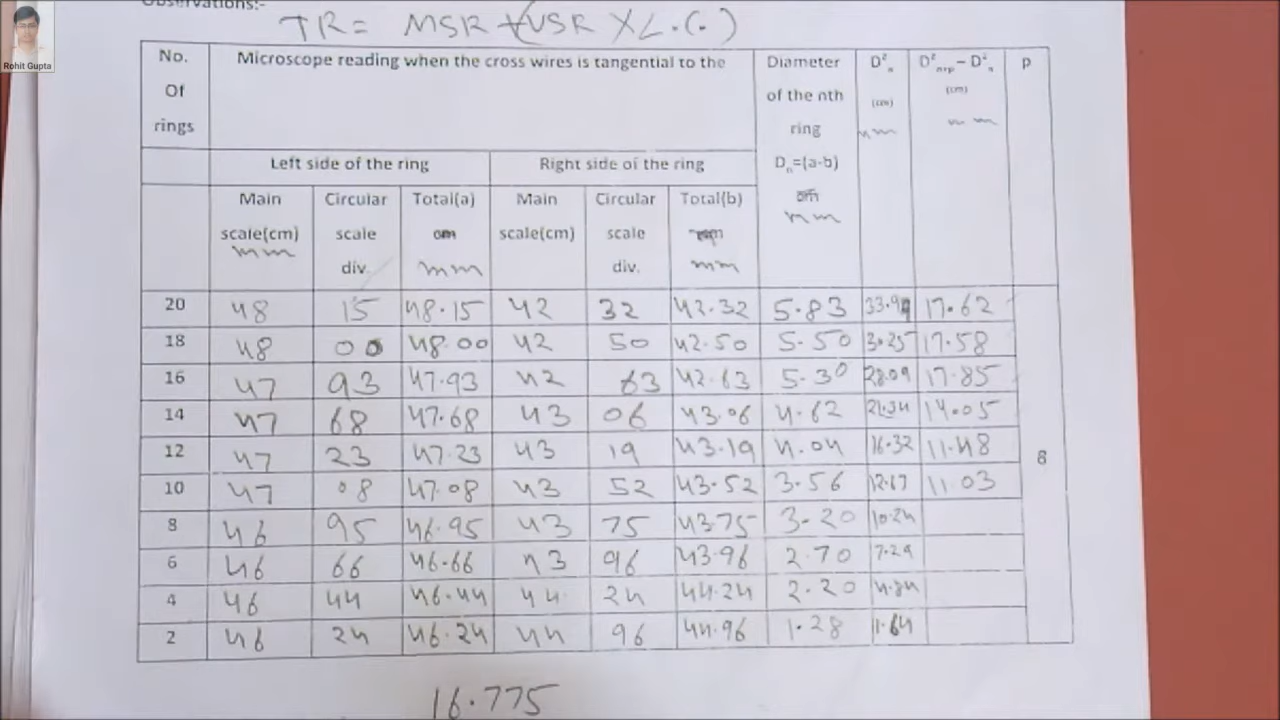 Observations:-
TR = MSR + (VSR X L.C.)
Rohit Gupta
No. Of rings | Microscope reading when the cross wires is tangential to the | Diameter of the nth ring Dn=(a-b) mm | D²n (cm) mm | D²n+p – D²n (cm) mm | p
Left side of the ring | Right side of the ring
Main scale(cm) mm | Circular scale div. | Total(a) cm mm | Main scale(cm) | Circular scale div. | Total(b) mm
20 | 48 | 15 | 48.15 | 42 | 32 | 42.32 | 5.83 | 33.99 | 17.62
18 | 48 | 00 | 48.00 | 42 | 50 | 42.50 | 5.50 | 30.25 | 17.58
16 | 47 | 93 | 47.93 | 42 | 63 | 42.63 | 5.30 | 28.09 | 17.85
14 | 47 | 68 | 47.68 | 43 | 06 | 43.06 | 4.62 | 21.34 | 14.05
12 | 47 | 23 | 47.23 | 43 | 19 | 43.19 | 4.04 | 16.32 | 11.48
10 | 47 | 08 | 47.08 | 43 | 52 | 43.52 | 3.56 | 12.67 | 11.03 | 8
8 | 46 | 95 | 46.95 | 43 | 75 | 43.75 | 3.20 | 10.24
6 | 46 | 66 | 46.66 | 43 | 96 | 43.96 | 2.70 | 7.29
4 | 46 | 44 | 46.44 | 44 | 24 | 44.24 | 2.20 | 4.84
2 | 46 | 24 | 46.24 | 44 | 96 | 44.96 | 1.28 | 1.64
16.775